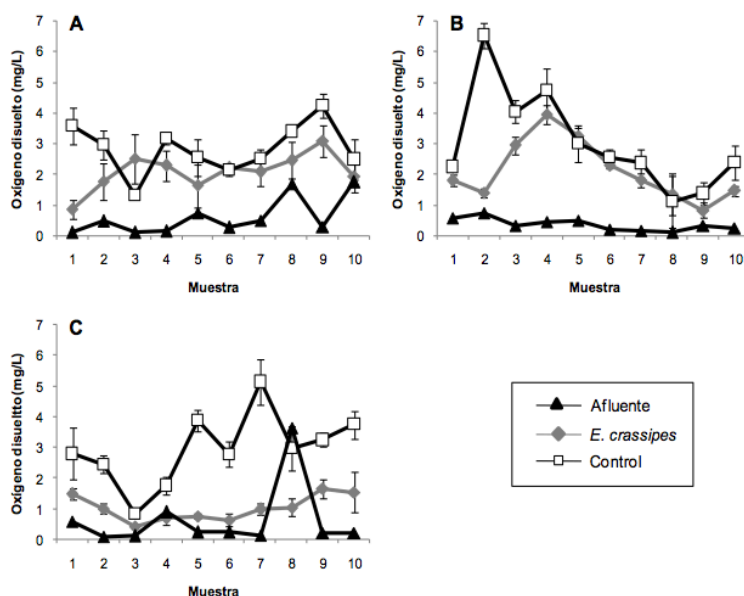 A
Oxígeno disuelto (mg/L)
7
6
5
4
3
2
1
0
1 2 3 4 5 6 7 8 9 10
Muestra
B
Oxígeno disuelto (mg/L)
7
6
5
4
3
2
1
0
1 2 3 4 5 6 7 8 9 10
Muestra
C
Oxígeno disueltto (mg/L)
7
6
5
4
3
2
1
0
1 2 3 4 5 6 7 8 9 10
Muestra
Afluente
E. crassipes
Control